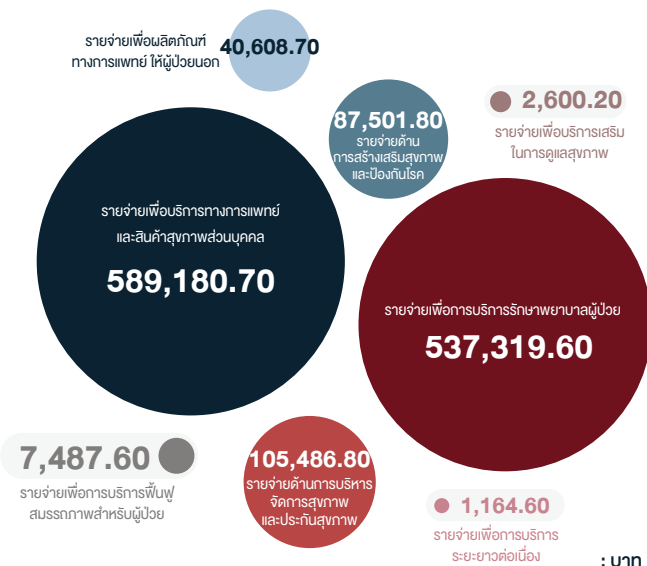 รายจ่ายเพื่อผลิตภัณฑ์
ทางการแพทย์ ให้ผู้ป่วยนอก
40,608.70
87,501.80
รายจ่ายด้าน
การสร้างเสริมสุขภาพ
และป้องกันโรค
2,600.20
รายจ่ายเพื่อบริการเสริม
ในการดูแลสุขภาพ
รายจ่ายเพื่อบริการทางการแพทย์
และสินค้าสุขภาพส่วนบุคคล
589,180.70
รายจ่ายเพื่อการบริการรักษาพยาบาลผู้ป่วย
537,319.60
7,487.60
รายจ่ายเพื่อการบริการฟื้นฟู
สมรรถภาพสำหรับผู้ป่วย
105,486.80
รายจ่ายด้านการบริหาร
จัดการสุขภาพ
และประกันสุขภาพ
1,164.60
รายจ่ายเพื่อการบริการ
ระยะยาวต่อเนื่อง
: บาท